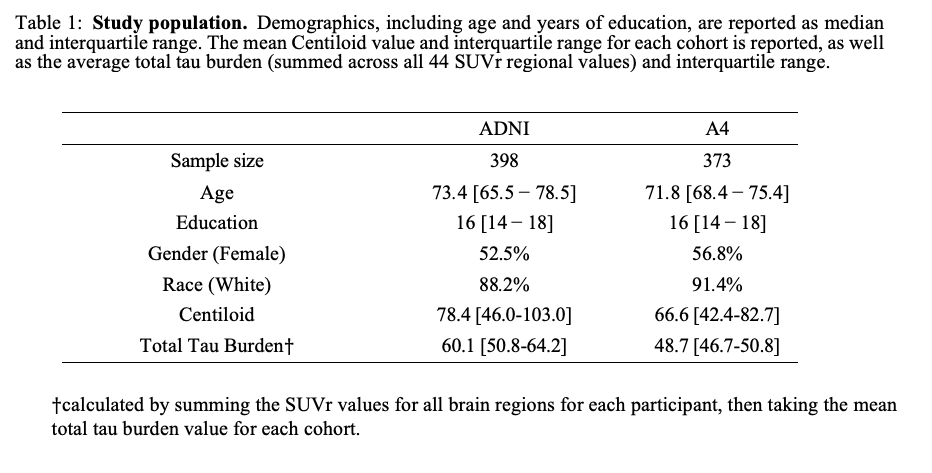 Table 1: Study population. Demographics, including age and years of education, are reported as median
and interquartile range. The mean Centiloid value and interquartile range for each cohort is reported, as well
as the average total tau burden (summed across all 44 SUVr regional values) and interquartile range.
ADNI A4
Sample size 398 373
Age 73.4 [65.5 – 78.5] 71.8 [68.4 – 75.4]
Education 16 [14 – 18] 16 [14 – 18]
Gender (Female) 52.5% 56.8%
Race (White) 88.2% 91.4%
Centiloid 78.4 [46.0-103.0] 66.6 [42.4-82.7]
Total Tau Burden† 60.1 [50.8-64.2] 48.7 [46.7-50.8]
†calculated by summing the SUVr values for all brain regions for each participant, then taking the mean
total tau burden value for each cohort.